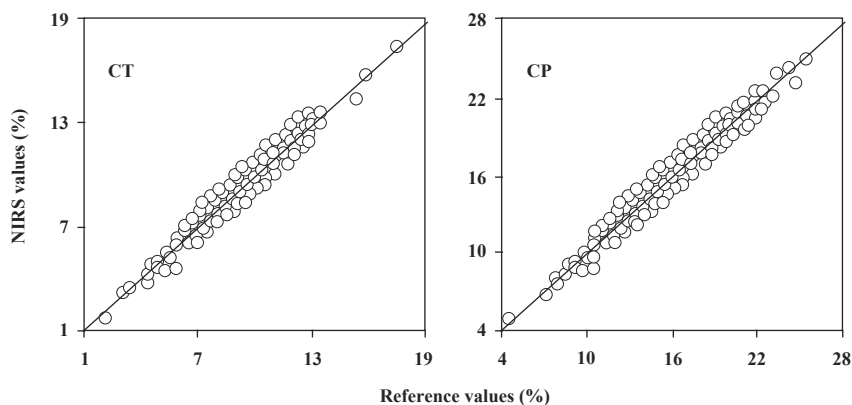 19
13
7
1
CT
1 7 13 19
NIRS values (%)
28
22
16
10
4
CP
4 10 16 22 28
Reference values (%)